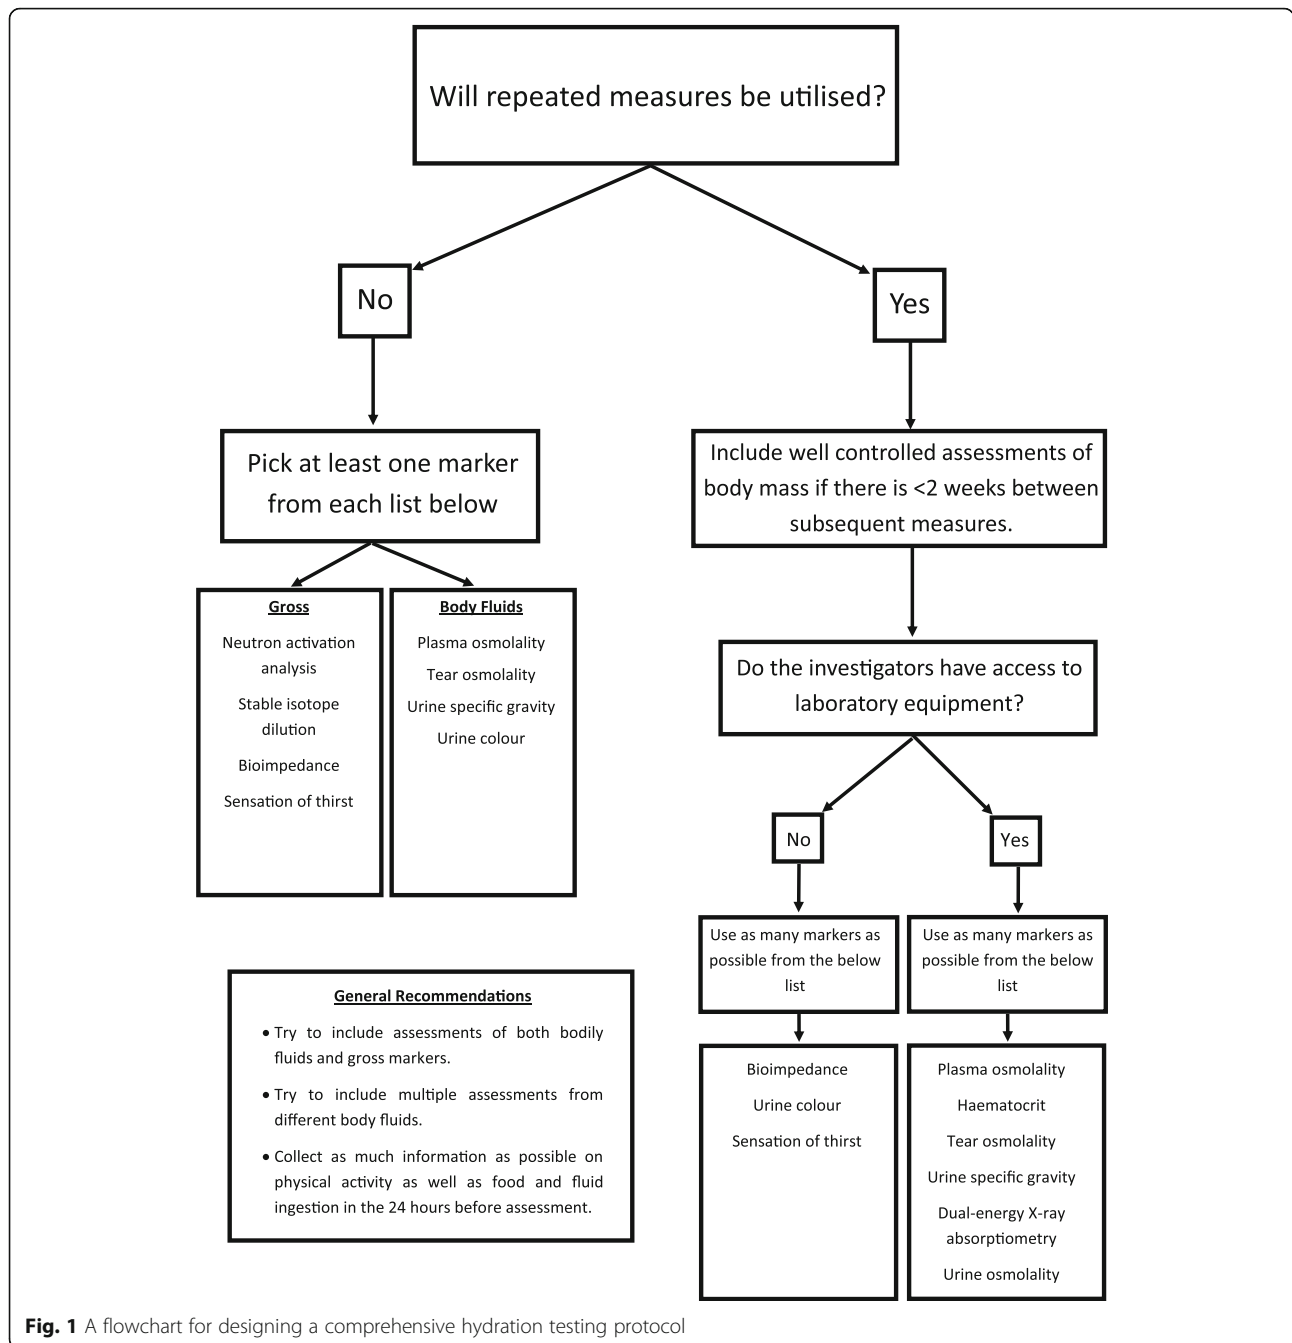 Will repeated measures be utilised?
No
Yes
Pick at least one marker
from each list below
Include well controlled assessments of
body mass if there is <2 weeks between
subsequent measures.
Gross
Neutron activation
analysis
Stable isotope
dilution
Bioimpedance
Sensation of thirst
Body Fluids
Plasma osmolality
Tear osmolality
Urine specific gravity
Urine colour
Do the investigators have access to
laboratory equipment?
No
Yes
Use as many markers as
possible from the below
list
Use as many markers as
possible from the below
list
Bioimpedance
Urine colour
Sensation of thirst
Plasma osmolality
Haematocrit
Tear osmolality
Urine specific gravity
Dual-energy X-ray
absorptiometry
Urine osmolality
General Recommendations
• Try to include assessments of both bodily
fluids and gross markers.
• Try to include multiple assessments from
different body fluids.
• Collect as much information as possible on
physical activity as well as food and fluid
ingestion in the 24 hours before assessment.
Fig. 1 A flowchart for designing a comprehensive hydration testing protocol